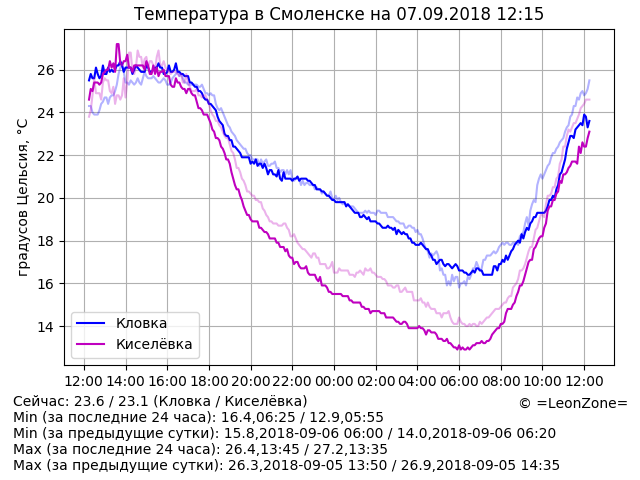 Температура в Смоленске на 07.09.2018 12:15
градусов Цельсия, °C
26
24
22
20
18
16
14
Кловка
Киселёвка
12:00 14:00 16:00 18:00 20:00 22:00 00:00 02:00 04:00 06:00 08:00 10:00 12:00
Сейчас: 23.6 / 23.1 (Кловка / Киселёвка)
© =LeonZone=
Min (за последние 24 часа): 16.4,06:25 / 12.9,05:55
Min (за предыдущие сутки): 15.8,2018-09-06 06:00 / 14.0,2018-09-06 06:20
Max (за последние 24 часа): 26.4,13:45 / 27.2,13:35
Max (за предыдущие сутки): 26.3,2018-09-05 13:50 / 26.9,2018-09-05 14:35